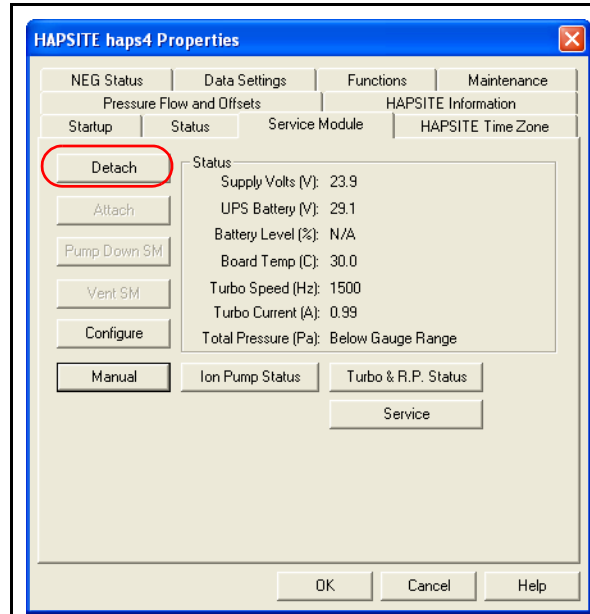 HAPSITE haps4 Properties
NEG Status Data Settings Functions Maintenance
Pressure Flow and Offsets HAPSITE Information
Startup Status Service Module HAPSITE Time Zone
Detach
Attach
Pump Down SM
Vent SM
Configure
Manual
Status
Supply Volts (V): 23.9
UPS Battery (V): 29.1
Battery Level (%): N/A
Board Temp (C): 30.0
Turbo Speed (Hz): 1500
Turbo Current (A): 0.99
Total Pressure (Pa): Below Gauge Range
Ion Pump Status Turbo & R.P. Status
Service
OK Cancel Help